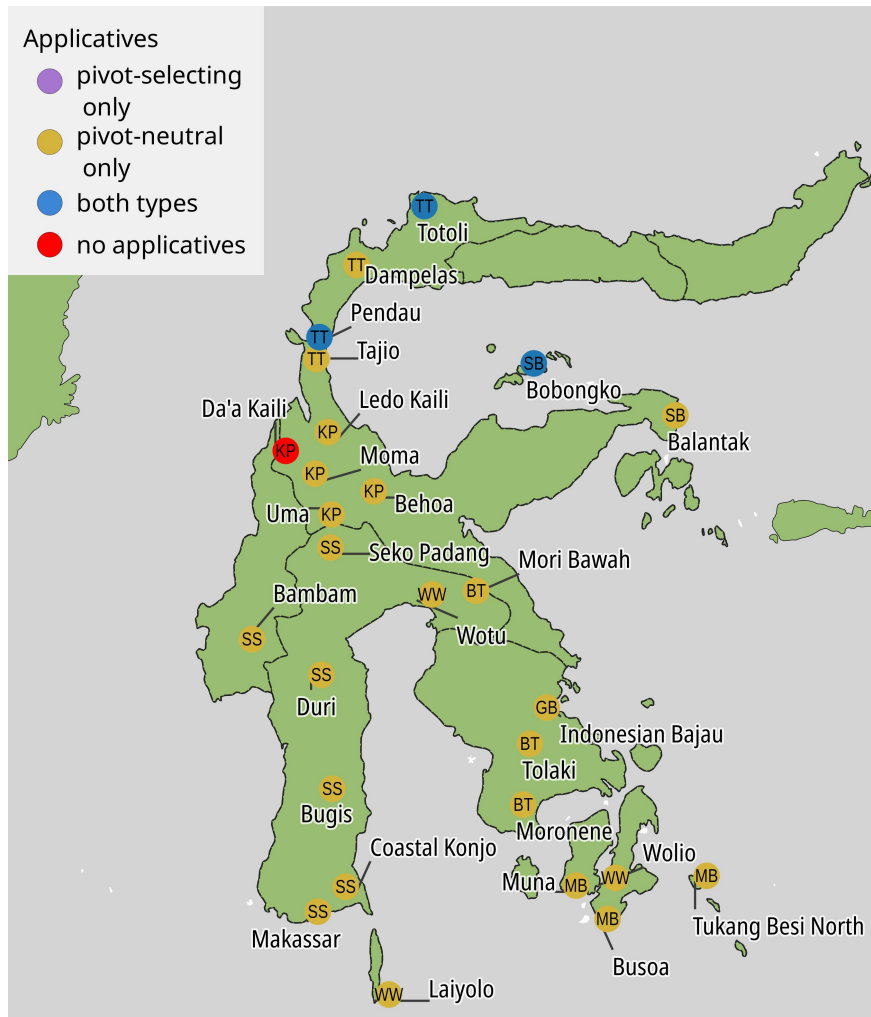 Applicatives
pivot-selecting
only
pivot-neutral
only
both types
no applicatives
TT
Totoli
TT
Dampelas
Pendau
TT
TT
Tajio
SB
Bobongko
Da'a Kaili
Ledo Kaili
SB
Balantak
KP
KP
Moma
KP
KP
Behoa
Uma
KP
SS
Seko Padang
Mori Bawah
Bambam
WW
BT
SS
Wotu
SS
Duri
GB
Indonesian Bajau
BT
Tolaki
SS
Bugis
BT
Moronene
Coastal Konjo
Wolio
SS
Muna
MB
WW
MB
SS
MB
Tukang Besi North
Makassar
Busoa
WW
Laiyolo